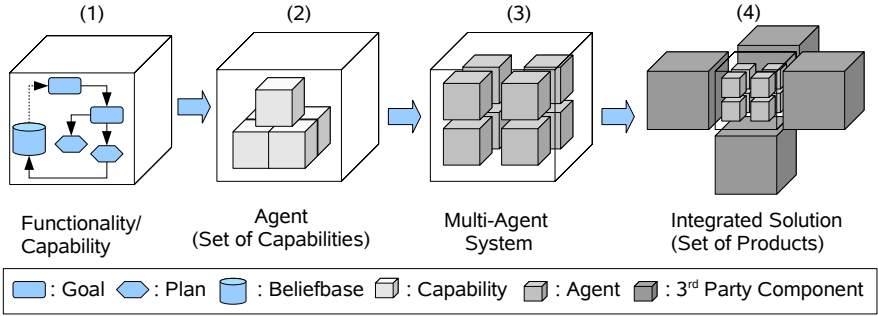 (1) (2) (3) (4)
Functionality/
Capability
Agent
(Set of Capabilities)
Multi-Agent
System
Integrated Solution
(Set of Products)
: Goal : Plan : Beliefbase : Capability : Agent : 3rd Party Component